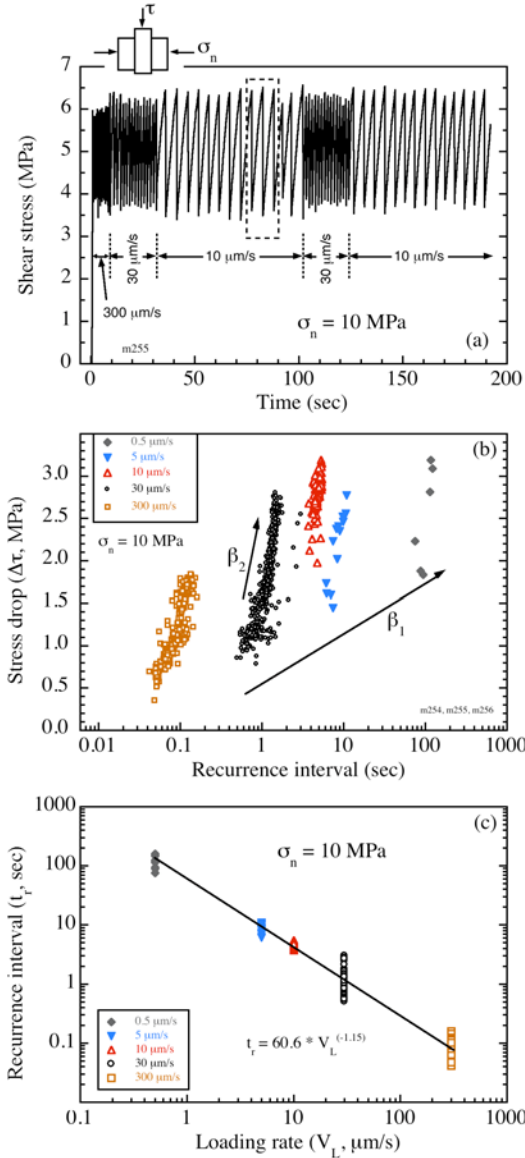 τ
σn
(a)
7
6
5
4
3
2
1
0
Shear stress (MPa)
300 μm/s
30 μm/s
10 μm/s
30 μm/s
10 μm/s
σn = 10 MPa
m255
0
40
80
120
160
200
Time (sec)
(b)
0.5 μm/s
5 μm/s
10 μm/s
30 μm/s
300 μm/s
σn = 10 MPa
β2
β1
3.0
2.5
2.0
1.5
1.0
0.5
0.0
Stress drop (Δτ, MPa)
m254, m255, m256
0.01
0.1
1
10
100
1000
Recurrence interval (sec)
(c)
σn = 10 MPa
1000
100
10
1
0.1
Recurrence interval (tr, sec)
0.5 μm/s
5 μm/s
10 μm/s
30 μm/s
300 μm/s
tr = 60.6 * VL(-1.15)
1
10
100
1000
Loading rate (VL, μm/s)